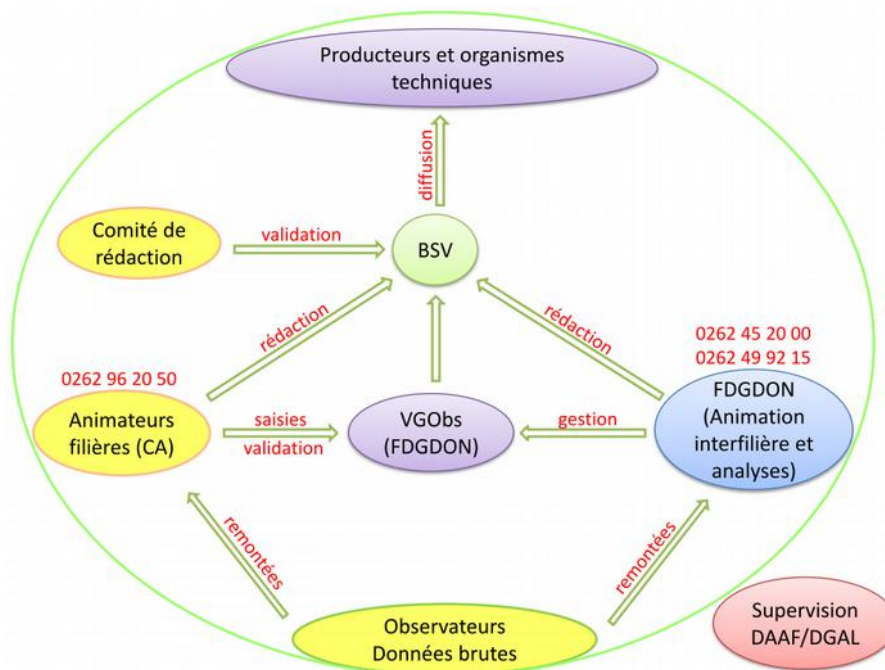 Producteurs et organismes
techniques
diffusion
Comité de
rédaction
validation
BSV
rédaction
rédaction
0262 96 20 50
0262 45 20 00
0262 49 92 15
Animateurs
filières (CA)
saisies
validation
VGObs
(FDGDON)
gestion
FDGDON
(Animation
interfilière et
analyses)
remontées
remontées
Observateurs
Données brutes
Supervision
DAAF/DGAL